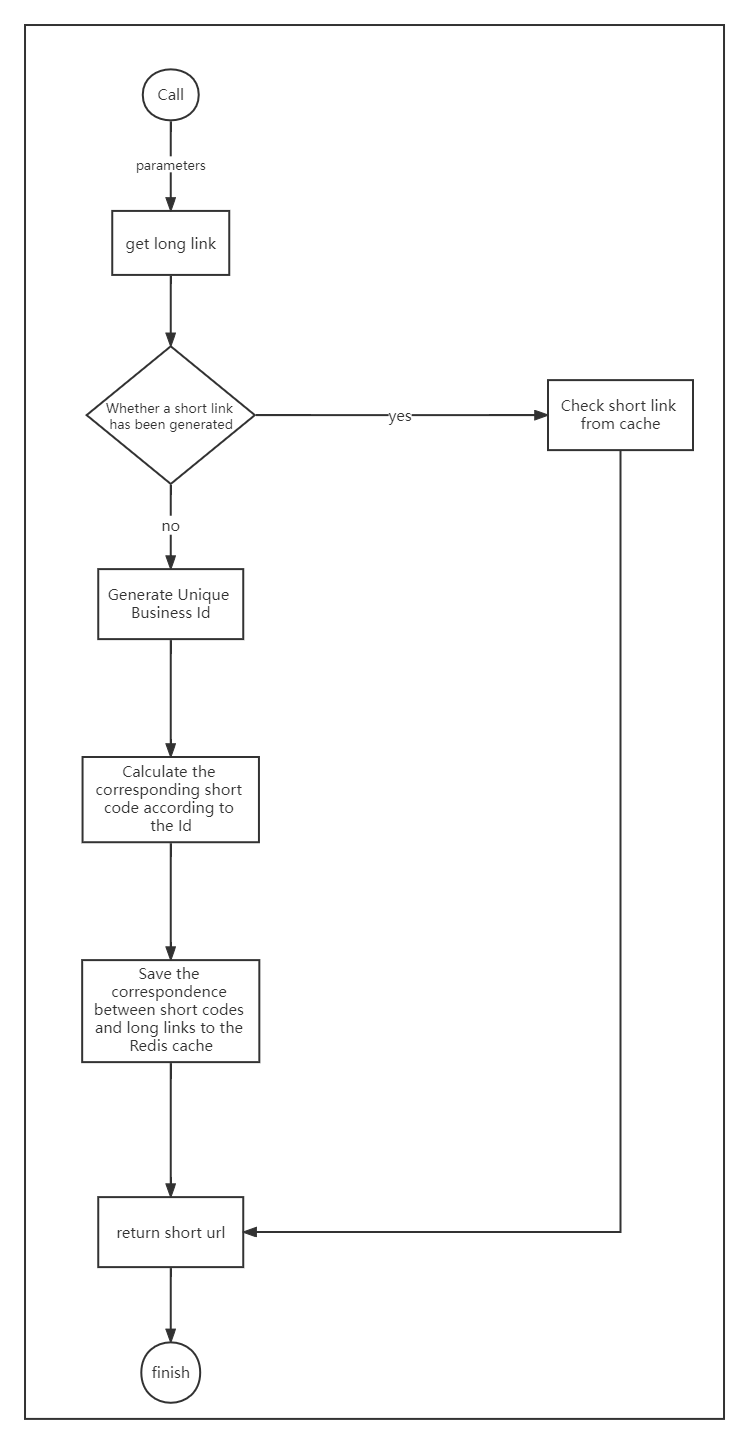 Call
parameters
get long link
Whether a short link
has been generated
yes
Check short link
from cache
no
Generate Unique
Business Id
Calculate the
corresponding short
code according to
the Id
Save the
correspondence
between short codes
and long links to the
Redis cache
return short url
finish